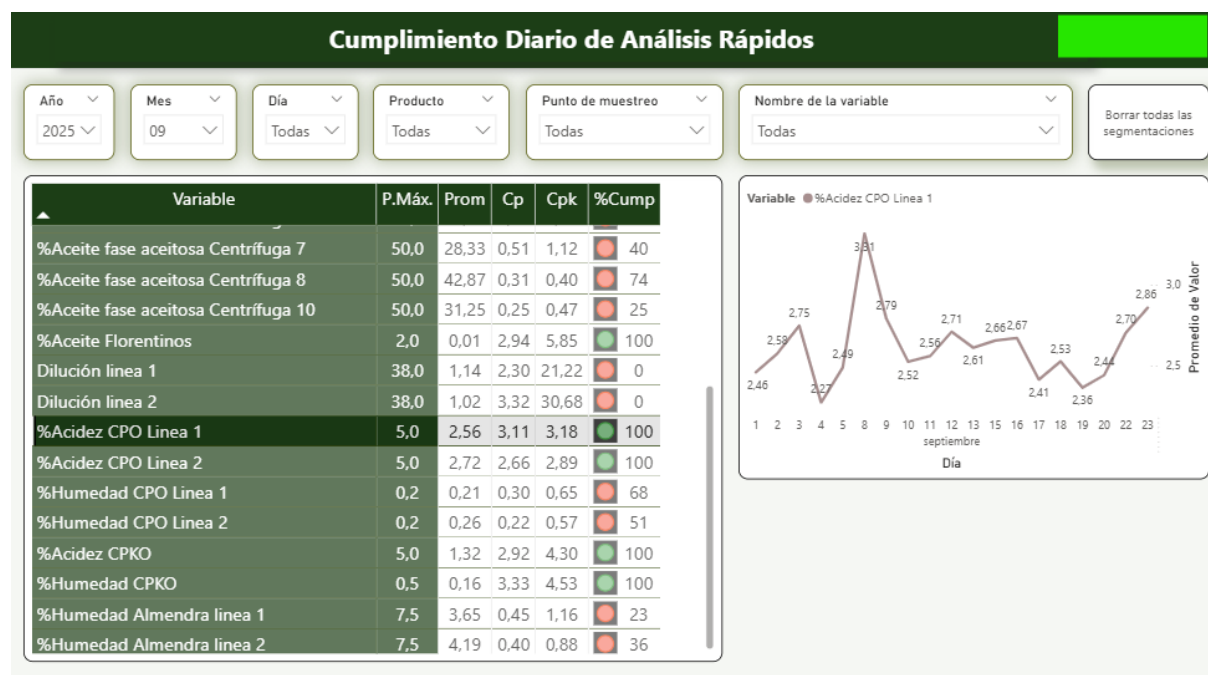 Cumplimiento Diario de Análisis Rápidos
Año Mes Día Producto Punto de muestreo Nombre de la variable
2025 09 Todas Todas Todas Todas
Borrar todas las
segmentaciones
Variable P.Máx. Prom Cp Cpk %Cump
%Aceite fase aceitosa Centrífuga 7 50,0 28,33 0,51 1,12 40
%Aceite fase aceitosa Centrífuga 8 50,0 42,87 0,31 0,40 74
%Aceite fase aceitosa Centrífuga 10 50,0 31,25 0,25 0,47 25
%Aceite Florentinos 2,0 0,01 2,94 5,85 100
Dilución linea 1 38,0 1,14 2,30 21,22 0
Dilución linea 2 38,0 1,02 3,32 30,68 0
%Acidez CPO Linea 1 5,0 2,56 3,11 3,18 100
%Acidez CPO Linea 2 5,0 2,72 2,66 2,89 100
%Humedad CPO Linea 1 0,2 0,21 0,30 0,65 68
%Humedad CPO Linea 2 0,2 0,26 0,22 0,57 51
%Acidez CPKO 5,0 1,32 2,92 4,30 100
%Humedad CPKO 0,5 0,16 3,33 4,53 100
%Humedad Almendra linea 1 7,5 3,65 0,45 1,16 23
%Humedad Almendra linea 2 7,5 4,19 0,40 0,88 36
Variable %Acidez CPO Linea 1
2,46 2,58 2,75 2,27 2,49 3,31 2,79 2,52 2,56 2,71 2,61 2,66 2,67 2,41 2,53 2,36 2,44 2,70 2,86
3,0
2,5
Promedio de Valor
1 2 3 4 5 8 9 10 11 12 13 15 16 17 18 19 20 22 23
septiembre
Día